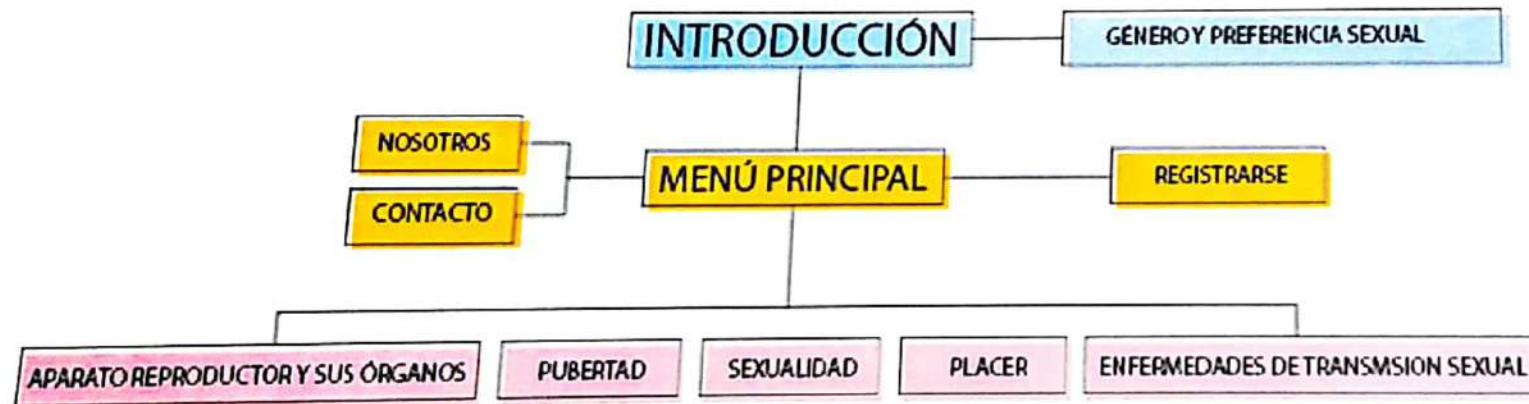 INTRODUCCIÓN
GÉNERO Y PREFERENCIA SEXUAL
NOSOTROS
CONTACTO
MENÚ PRINCIPAL
REGISTRARSE
APARATO REPRODUCTOR Y SUS ÓRGANOS
PUBERTAD
SEXUALIDAD
PLACER
ENFERMEDADES DE TRANSMSION SEXUAL